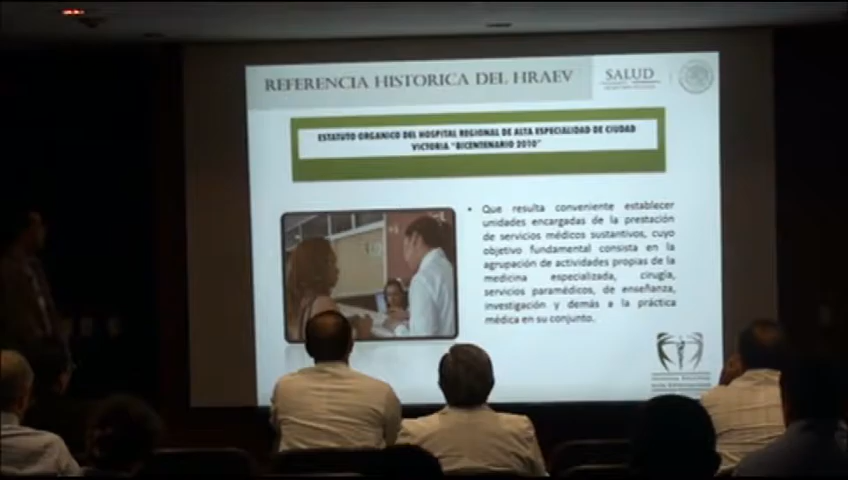 REFERENCIA HISTORICA DEL HRAEV
SALUD
ESTATUTO ORGANICO DEL HOSPITAL REGIONAL DE ALTA ESPECIALIDAD DE CIUDAD
VICTORIA "BICENTENARIO 2010"
• Que resulta conveniente establecer
unidades encargadas de la prestación
de servicios médicos sustantivos, cuyo
objetivo fundamental consista en la
agrupación de actividades propias de la
medicina especializada, cirugía,
servicios paramédicos, de enseñanza,
investigación y demás a la práctica
médica en su conjunto.